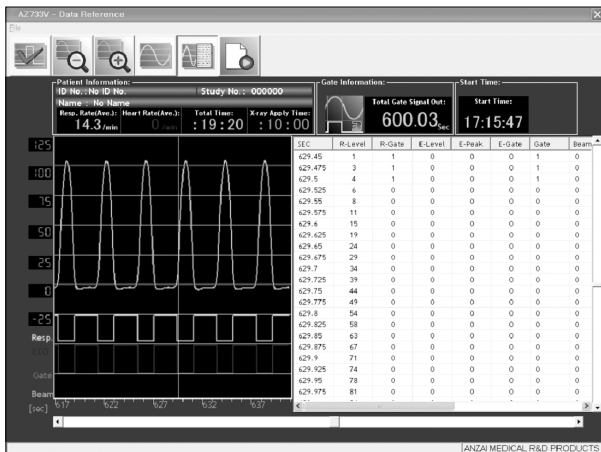 AZ733V - Data Reference
File
Patient Information:
ID No.: No ID No.    Study No.: 000000
Name : No Name
Resp. Rate(Ave.): Heart Rate(Ave.): Total Time: X-ray Apply Time:
14.3 /min 0 /min :19:20 :10:00
Gate Information:
Total Gate Signal Out:
600.03 Sec
Start Time:
Start Time:
17:15:47
125
100
75
50
25
0
-25
Resp.
Gate
Beam
[sec] 617 622 627 632 637
SEC R-Level R-Gate E-Level E-Peak E-Gate Gate Beam
629.45 1 1 0 0 0 1 0
629.475 3 1 0 0 0 1 0
629.5 4 1 0 0 0 1 0
629.525 6 0 0 0 0 0 0
629.55 8 0 0 0 0 0 0
629.575 11 0 0 0 0 0 0
629.6 15 0 0 0 0 0 0
629.625 19 0 0 0 0 0 0
629.65 24 0 0 0 0 0 0
629.675 29 0 0 0 0 0 0
629.7 34 0 0 0 0 0 0
629.725 39 0 0 0 0 0 0
629.75 44 0 0 0 0 0 0
629.775 49 0 0 0 0 0 0
629.8 54 0 0 0 0 0 0
629.825 58 0 0 0 0 0 0
629.85 63 0 0 0 0 0 0
629.875 67 0 0 0 0 0 0
629.9 71 0 0 0 0 0 0
629.925 74 0 0 0 0 0 0
629.95 78 0 0 0 0 0 0
629.975 81 0 0 0 0 0 0
ANZAI MEDICAL R&D PRODUCTS